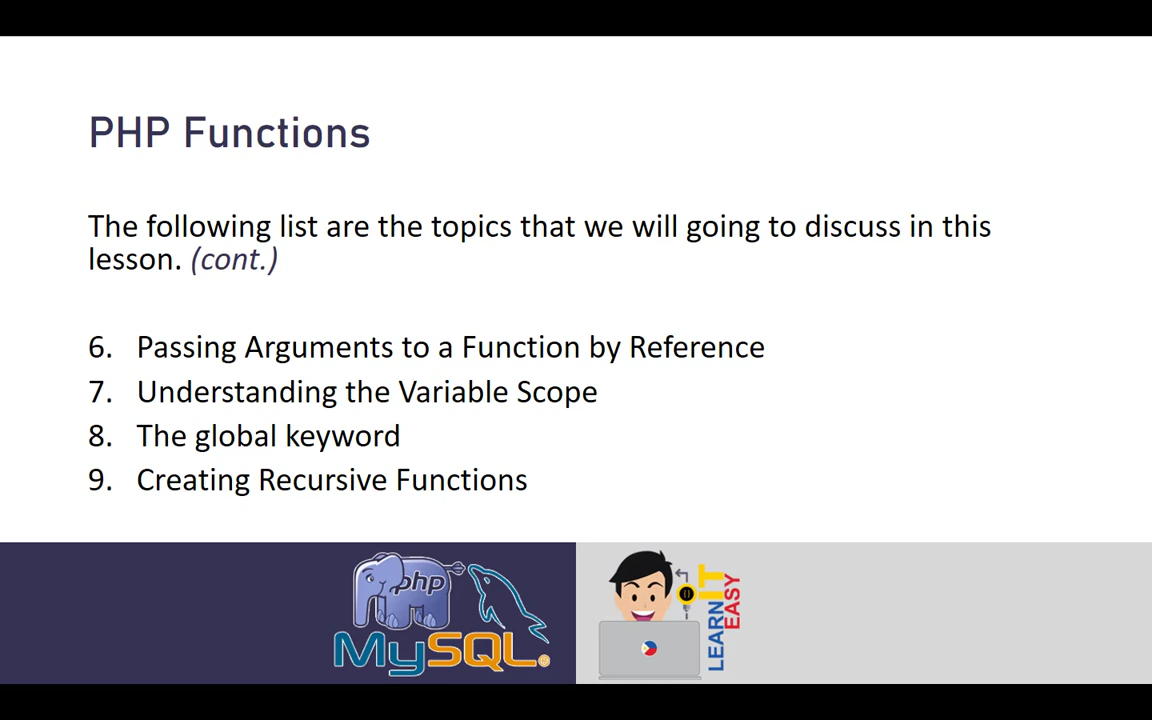 PHP Functions
The following list are the topics that we will going to discuss in this
lesson. (cont.)
6. Passing Arguments to a Function by Reference
7. Understanding the Variable Scope
8. The global keyword
9. Creating Recursive Functions
php
MySQL
LEARN IT EASY